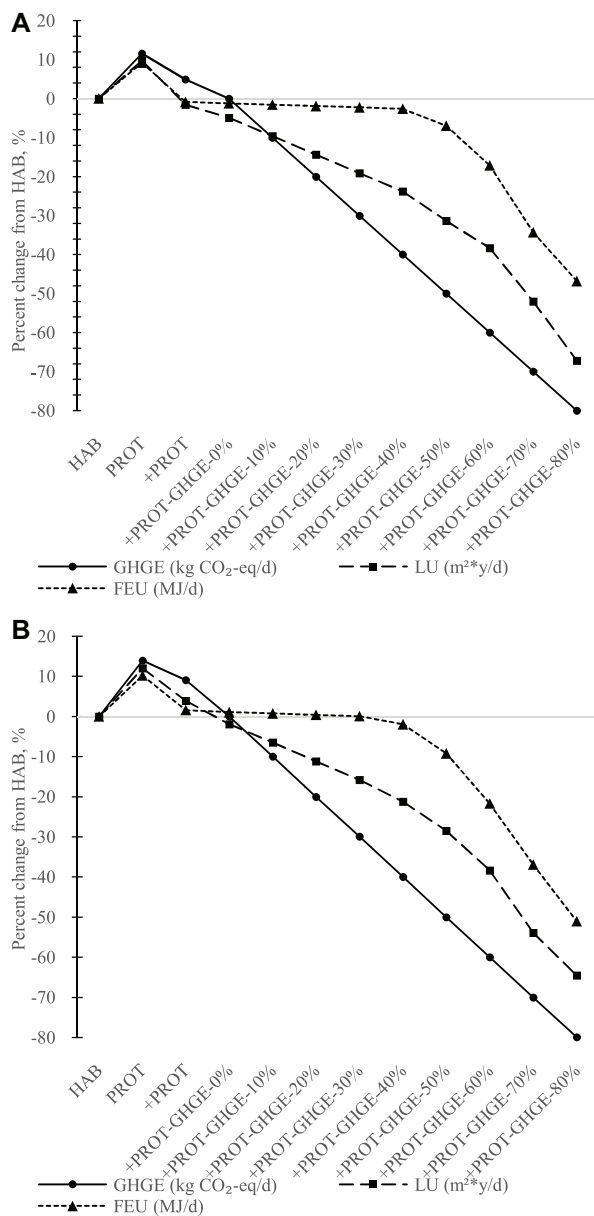 A
20
10
0
-10
-20
-30
-40
-50
-60
-70
-80
Percent change from HAB, %
HAB
PROT
+PROT
+PROT-GHGE-0%
+PROT-GHGE-10%
+PROT-GHGE-20%
+PROT-GHGE-30%
+PROT-GHGE-40%
+PROT-GHGE-50%
+PROT-GHGE-60%
+PROT-GHGE-70%
+PROT-GHGE-80%
GHGE (kg CO₂-eq/d)
LU (m²*y/d)
FEU (MJ/d)
B
20
10
0
-10
-20
-30
-40
-50
-60
-70
-80
Percent change from HAB, %
HAB
PROT
+PROT
+PROT-GHGE-0%
+PROT-GHGE-10%
+PROT-GHGE-20%
+PROT-GHGE-30%
+PROT-GHGE-40%
+PROT-GHGE-50%
+PROT-GHGE-60%
+PROT-GHGE-70%
+PROT-GHGE-80%
GHGE (kg CO₂-eq/d)
LU (m²*y/d)
FEU (MJ/d)